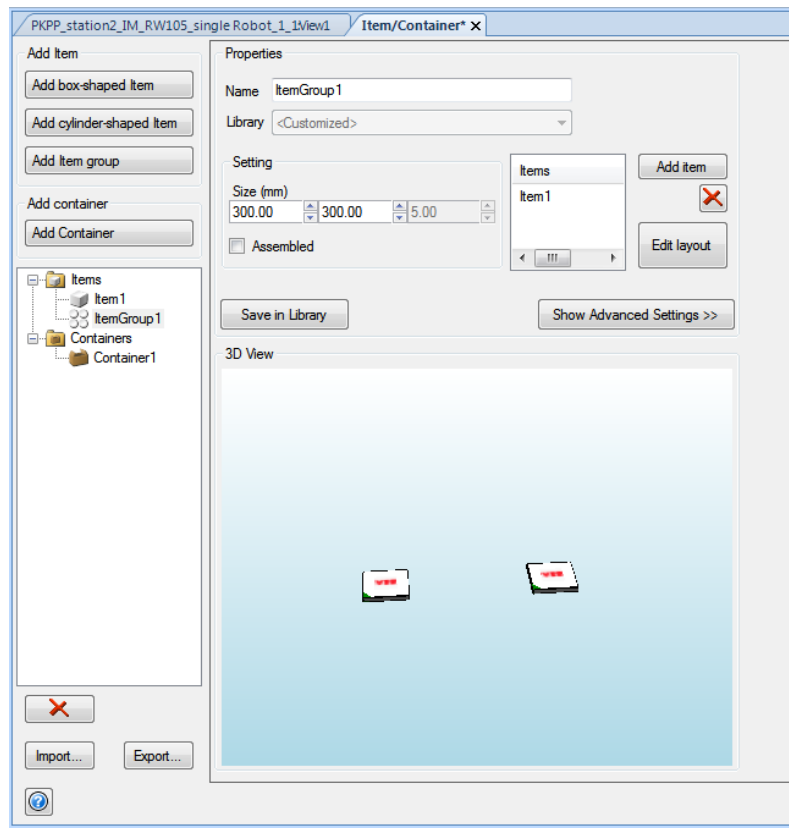 PKPP_station2_IM_RW105_single Robot_1_1:View1
Item/Container* X
Add Item
Add box-shaped Item
Add cylinder-shaped Item
Add Item group
Add container
Add Container
Items
Item1
ItemGroup1
Containers
Container1
Import...
Export...
Properties
Name ItemGroup1
Library <Customized>
Setting
Size (mm)
300.00 300.00 5.00
Assembled
Items
Item1
Add item
Edit layout
Save in Library
Show Advanced Settings >>
3D View